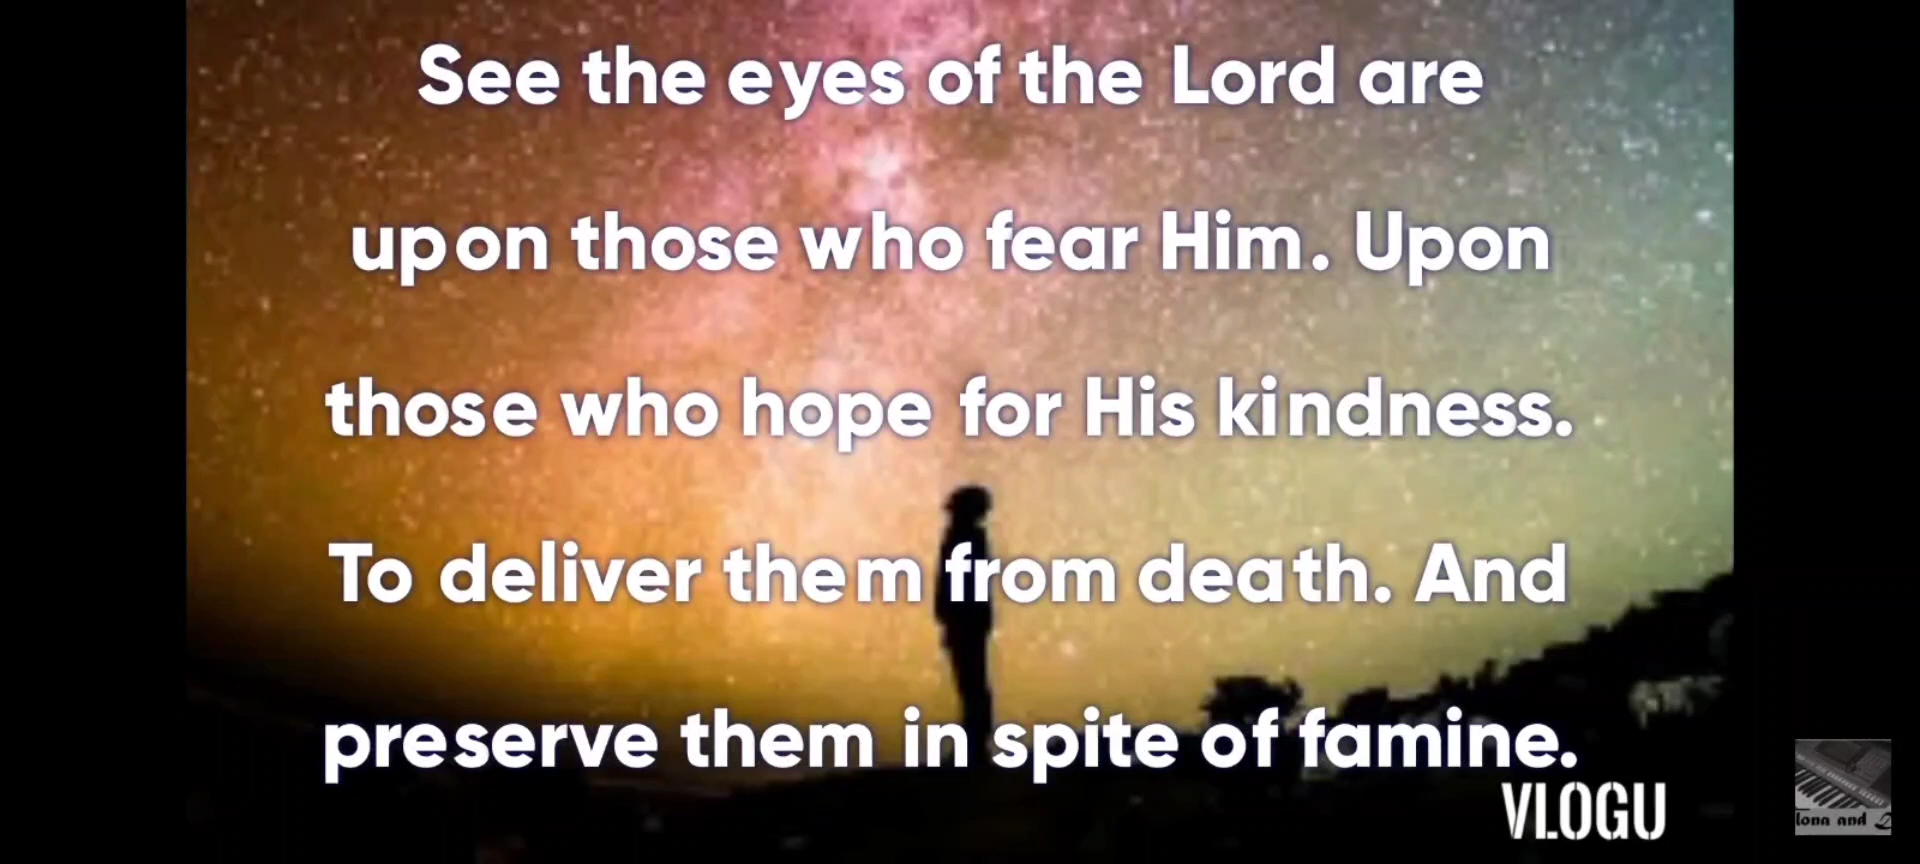 See the eyes of the Lord are
upon those who fear Him. Upon
those who hope for His kindness.
To deliver them from death. And
preserve them in spite of famine.
VLOGU
and